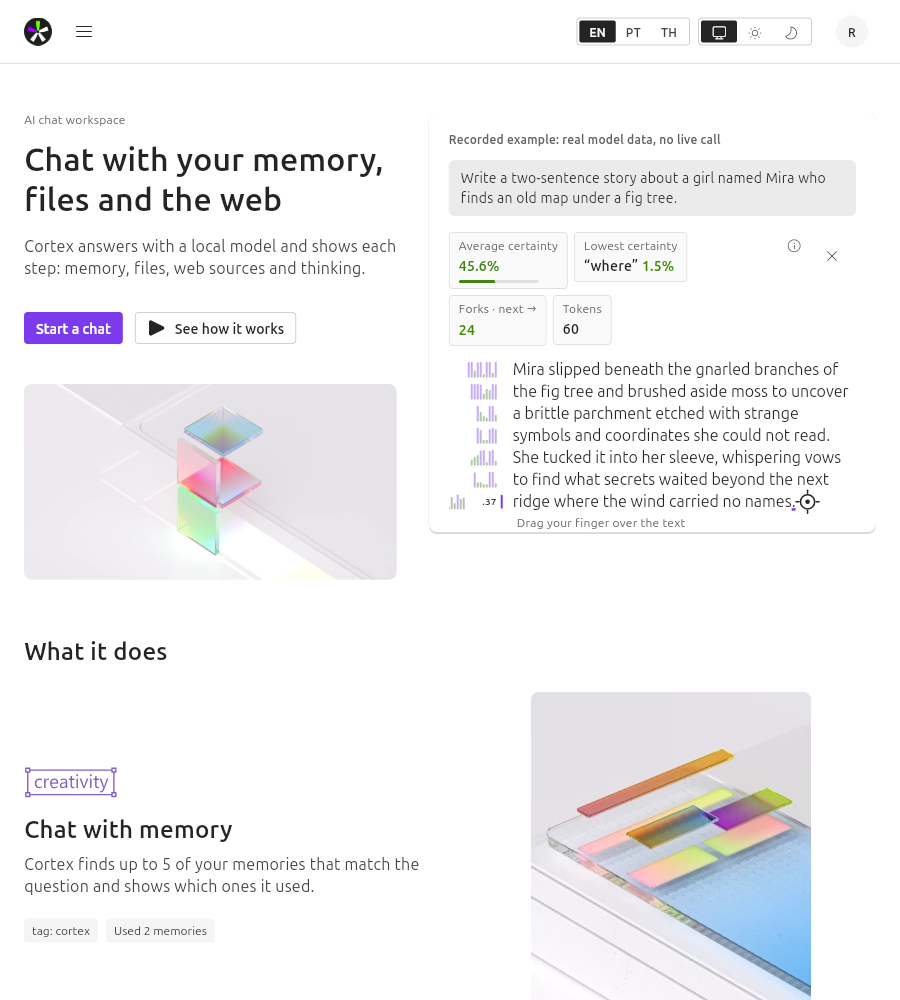 EN PT TH
R
AI chat workspace
Chat with your memory,
files and the web
Cortex answers with a local model and shows each
step: memory, files, web sources and thinking.
Start a chat
See how it works
Recorded example: real model data, no live call
Write a two-sentence story about a girl named Mira who
finds an old map under a fig tree.
Average certainty
45.6%
Lowest certainty
“where” 1.5%
Forks · next →
24
Tokens
60
Mira slipped beneath the gnarled branches of
the fig tree and brushed aside moss to uncover
a brittle parchment etched with strange
symbols and coordinates she could not read.
She tucked it into her sleeve, whispering vows
to find what secrets waited beyond the next
.37 ridge where the wind carried no names.
Drag your finger over the text
What it does
creativity
Chat with memory
Cortex finds up to 5 of your memories that match the
question and shows which ones it used.
tag: cortex
Used 2 memories